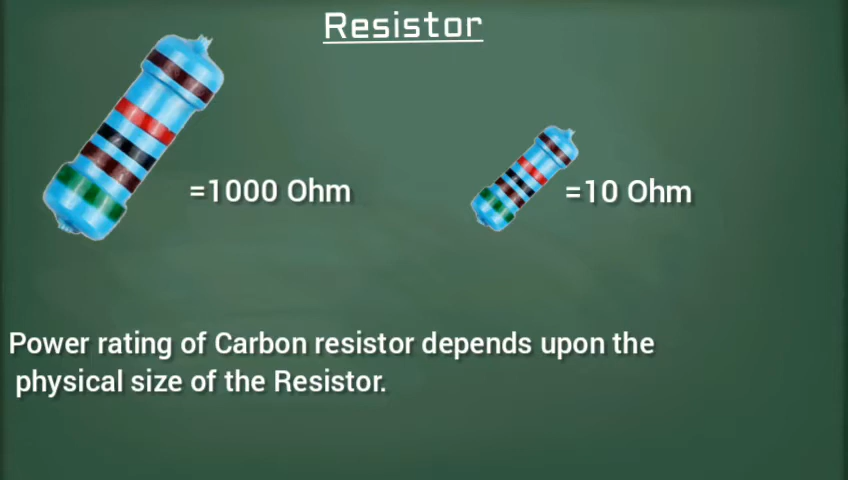 Resistor
=1000 Ohm
=10 Ohm
Power rating of Carbon resistor depends upon the
physical size of the Resistor.